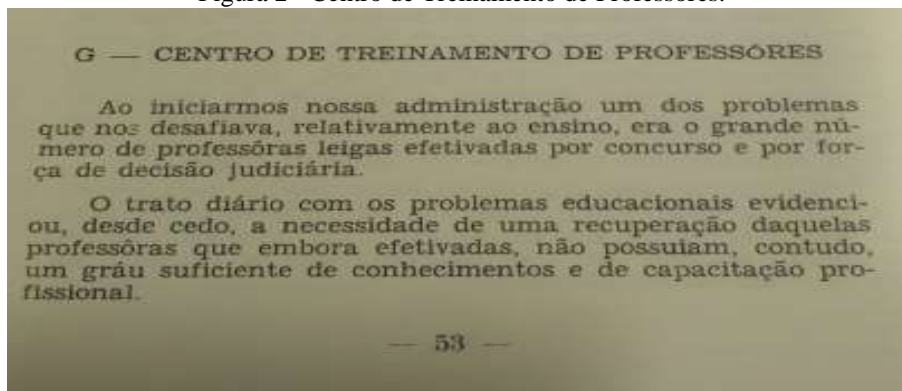 Figura 2 - Centro de Treinamento de Professores.
G — CENTRO DE TREINAMENTO DE PROFESSÔRES
Ao iniciarmos nossa administração um dos problemas
que nos desafiava, relativamente ao ensino, era o grande nú-
mero de professôras leigas efetivadas por concurso e por fôr-
ça de decisão judiciária.
O trato diário com os problemas educacionais evidenci-
ou, desde cedo, a necessidade de uma recuperação daquelas
professôras que embora efetivadas, não possuiam, contudo,
um gráu suficiente de conhecimentos e de capacitação pro-
fissional.
— 53 —